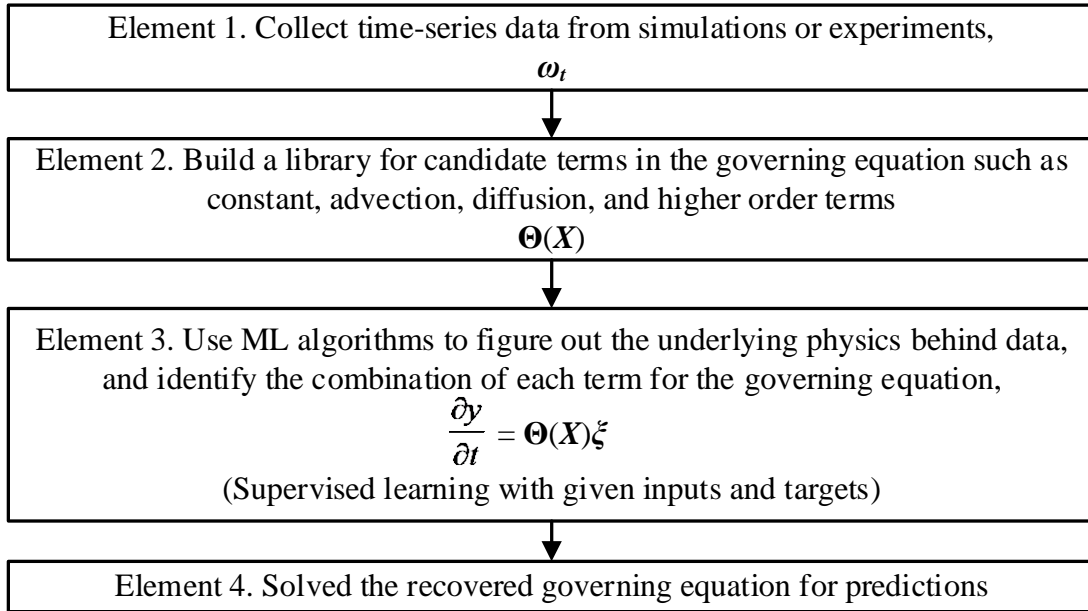 Element 1. Collect time-series data from simulations or experiments,
ωt
Element 2. Build a library for candidate terms in the governing equation such as
constant, advection, diffusion, and higher order terms
Θ(X)
Element 3. Use ML algorithms to figure out the underlying physics behind data,
and identify the combination of each term for the governing equation,
∂y/∂t = Θ(X)ξ
(Supervised learning with given inputs and targets)
Element 4. Solved the recovered governing equation for predictions